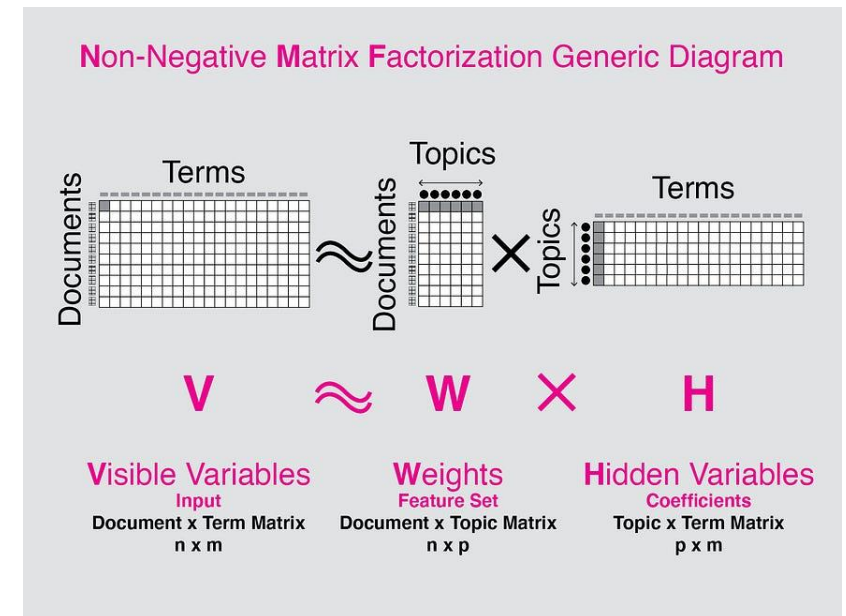 Non-Negative Matrix Factorization Generic Diagram
Topics
Terms
Terms
Documents
Documents
Topics
≈
×
V ≈ W × H
Visible Variables
Input
Document x Term Matrix
n x m
Weights
Feature Set
Document x Topic Matrix
n x p
Hidden Variables
Coefficients
Topic x Term Matrix
p x m